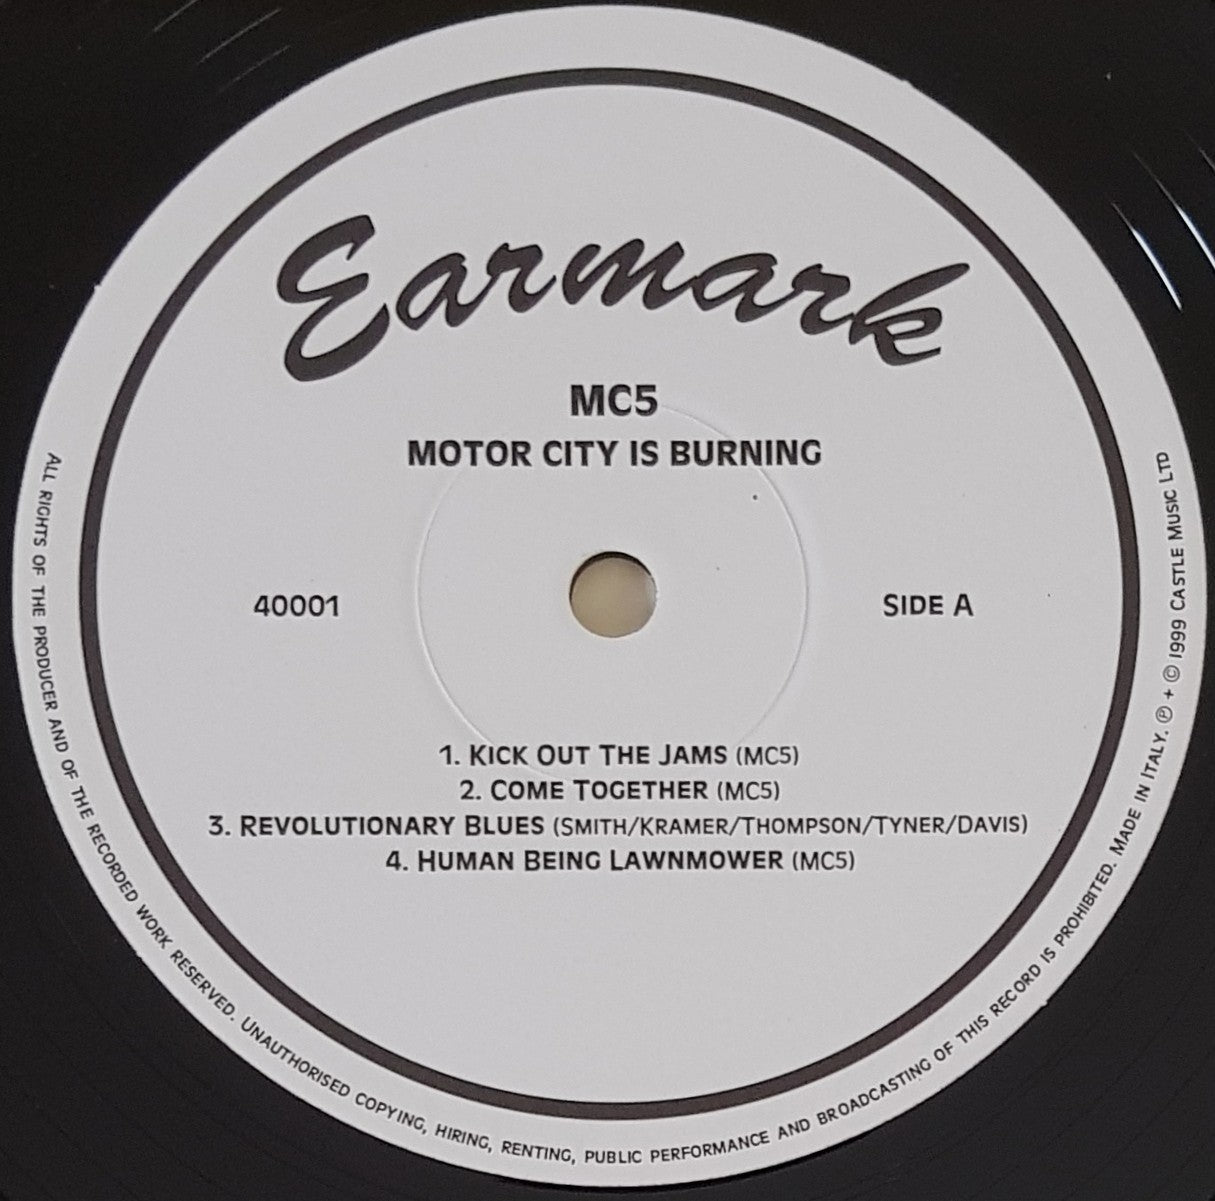 Earmark
MC5
MOTOR CITY IS BURNING
40001
SIDE A
1. KICK OUT THE JAMS (MC5)
2. COME TOGETHER (MC5)
3. REVOLUTIONARY BLUES (SMITH/KRAMER/THOMPSON/TYNER/DAVIS)
4. HUMAN BEING LAWNMOWER (MC5)
ALL RIGHTS OF THE PRODUCER AND OF THE RECORDED WORK RESERVED. UNAUTHORISED COPYING, HIRING, RENTING, PUBLIC PERFORMANCE AND BROADCASTING OF THIS RECORD IS PROHIBITED. MADE IN ITALY. ℗ + © 1999 CASTLE MUSIC LTD